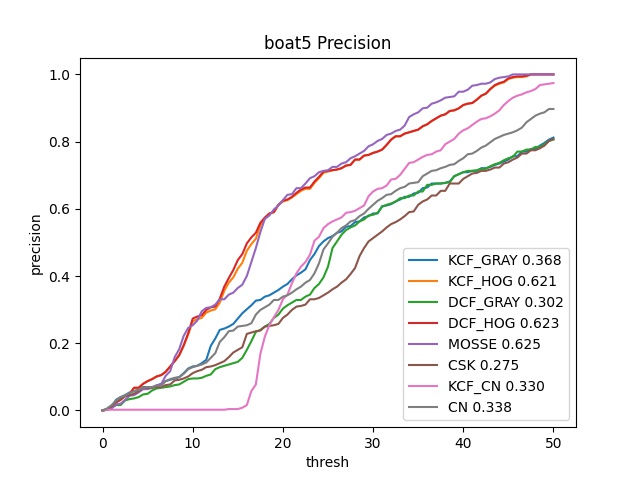 boat5 Precision
1.0
0.8
0.6
0.4
0.2
0.0
precision
0
10
20
30
40
50
thresh
KCF_GRAY 0.368
KCF_HOG 0.621
DCF_GRAY 0.302
DCF_HOG 0.623
MOSSE 0.625
CSK 0.275
KCF_CN 0.330
CN 0.338